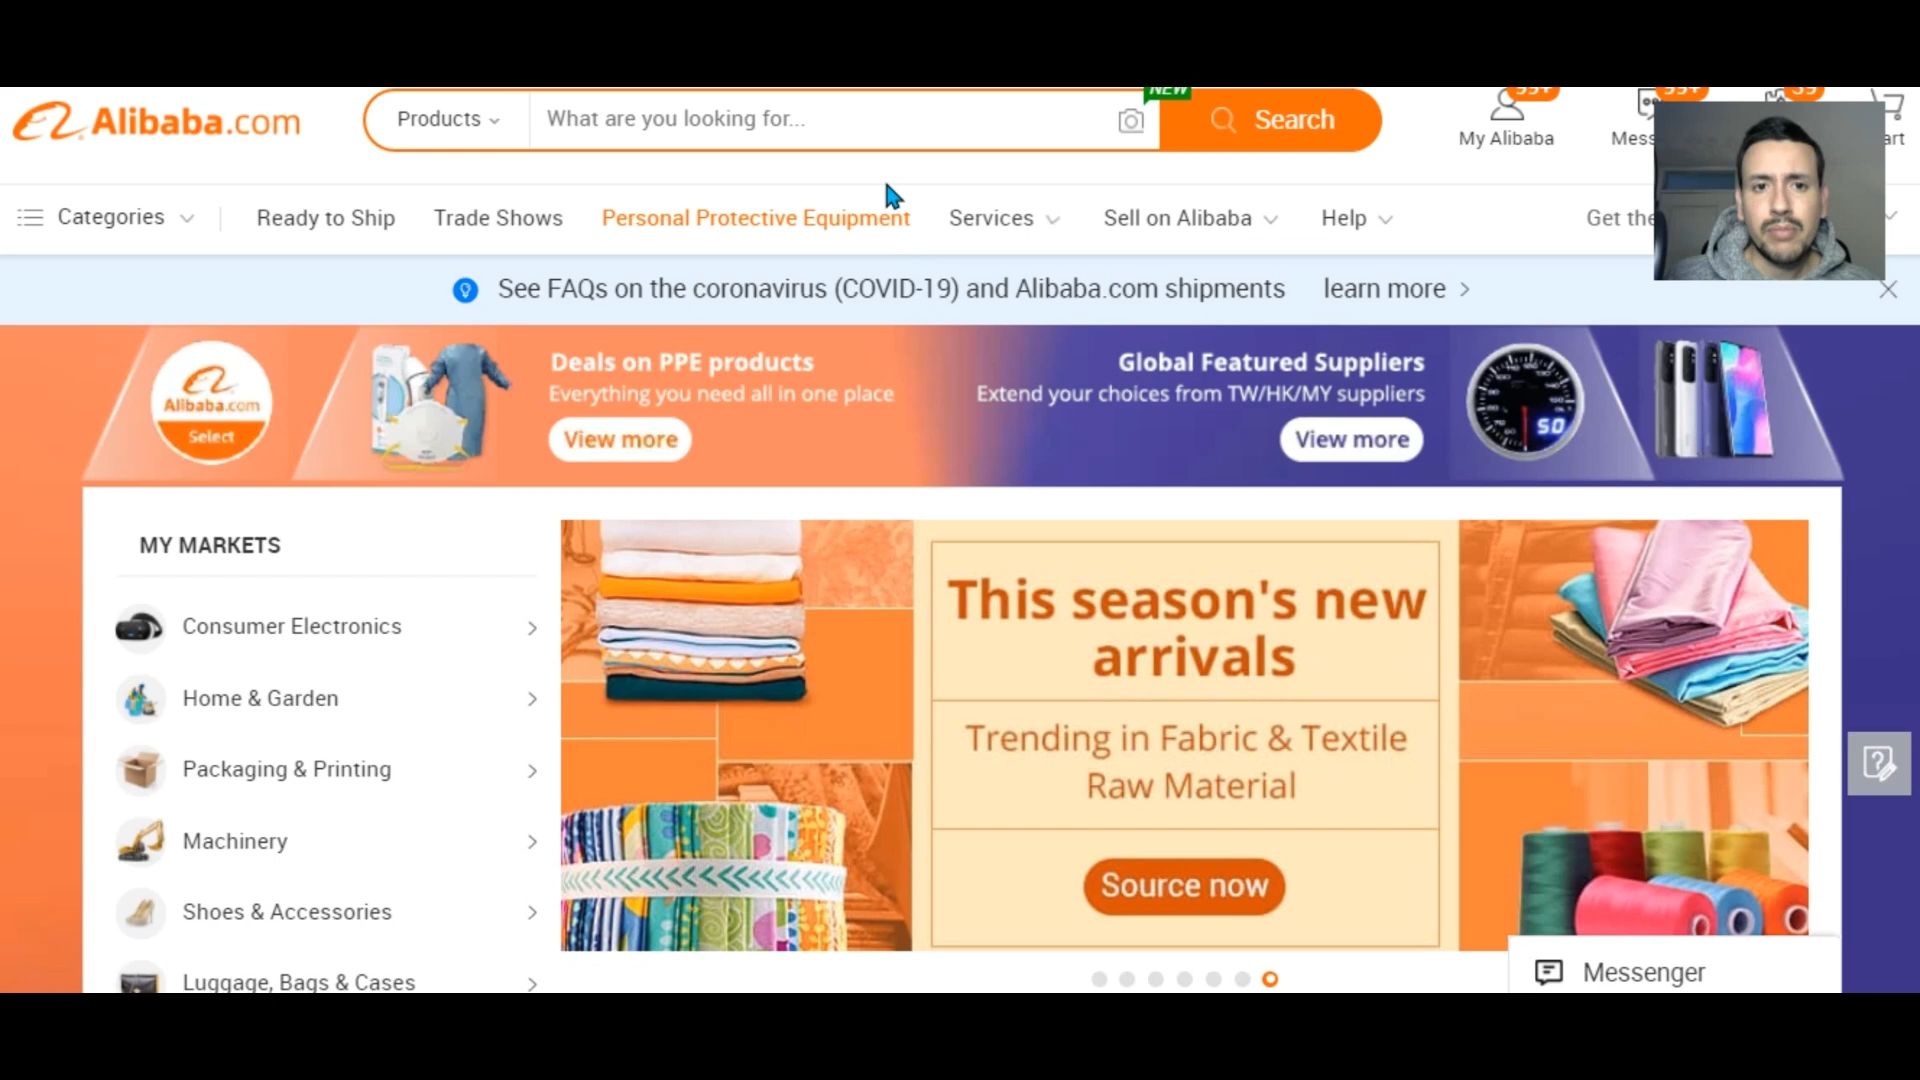 Alibaba.com
Products
What are you looking for...
NEW
Search
My Alibaba
Mess
art
Categories
Ready to Ship
Trade Shows
Personal Protective Equipment
Services
Sell on Alibaba
Help
Get the
See FAQs on the coronavirus (COVID-19) and Alibaba.com shipments
learn more >
Alibaba.com
Select
Deals on PPE products
Everything you need all in one place
View more
Global Featured Suppliers
Extend your choices from TW/HK/MY suppliers
View more
50
MY MARKETS
Consumer Electronics
Home & Garden
Packaging & Printing
Machinery
Shoes & Accessories
Luggage, Bags & Cases
This season's new
arrivals
Trending in Fabric & Textile
Raw Material
Source now
Messenger